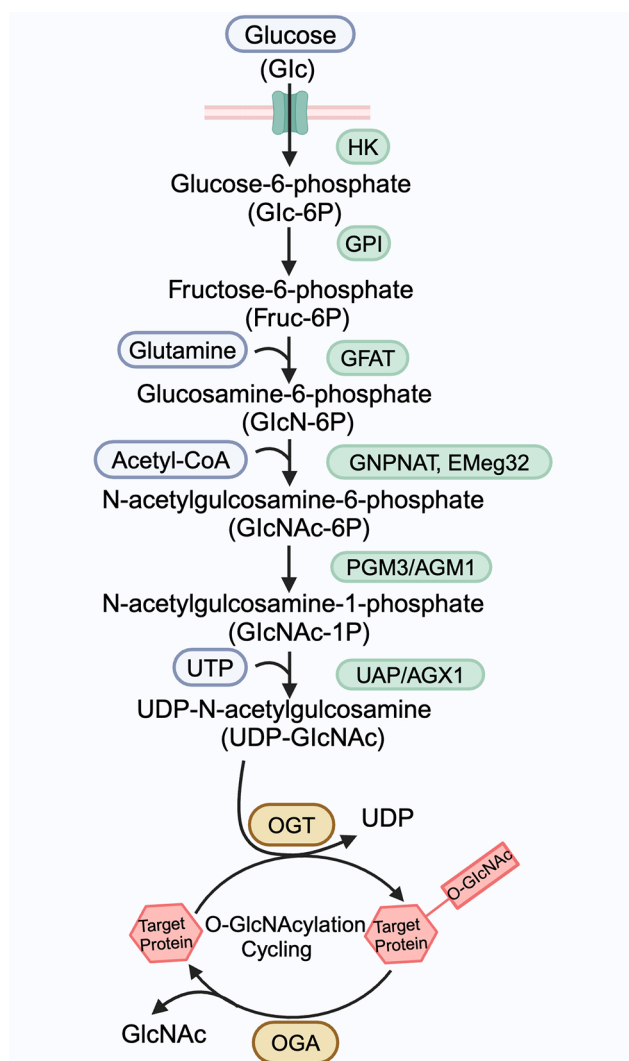 Glucose
(Glc)
HK
Glucose-6-phosphate
(Glc-6P)
GPI
Fructose-6-phosphate
(Fruc-6P)
Glutamine
GFAT
Glucosamine-6-phosphate
(GlcN-6P)
Acetyl-CoA
GNPNAT, EMeg32
N-acetylgulcosamine-6-phosphate
(GlcNAc-6P)
PGM3/AGM1
N-acetylgulcosamine-1-phosphate
(GlcNAc-1P)
UTP
UAP/AGX1
UDP-N-acetylgulcosamine
(UDP-GlcNAc)
OGT
UDP
O-GlcNAc
Target
Protein
O-GlcNAcylation
Cycling
Target
Protein
GlcNAc
OGA